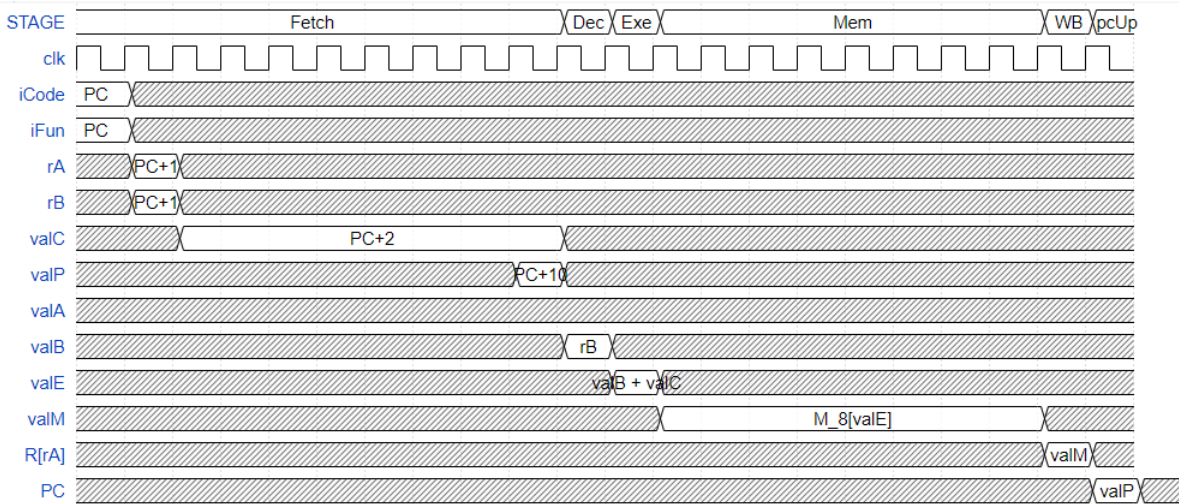 STAGE Fetch Dec Exe Mem WB pcUp
clk
iCode PC
iFun PC
rA PC+1
rB PC+1
valC PC+2
valP PC+10
valA
valB rB
valE valB + valC
valM M_8[valE]
R[rA] valM
PC valP